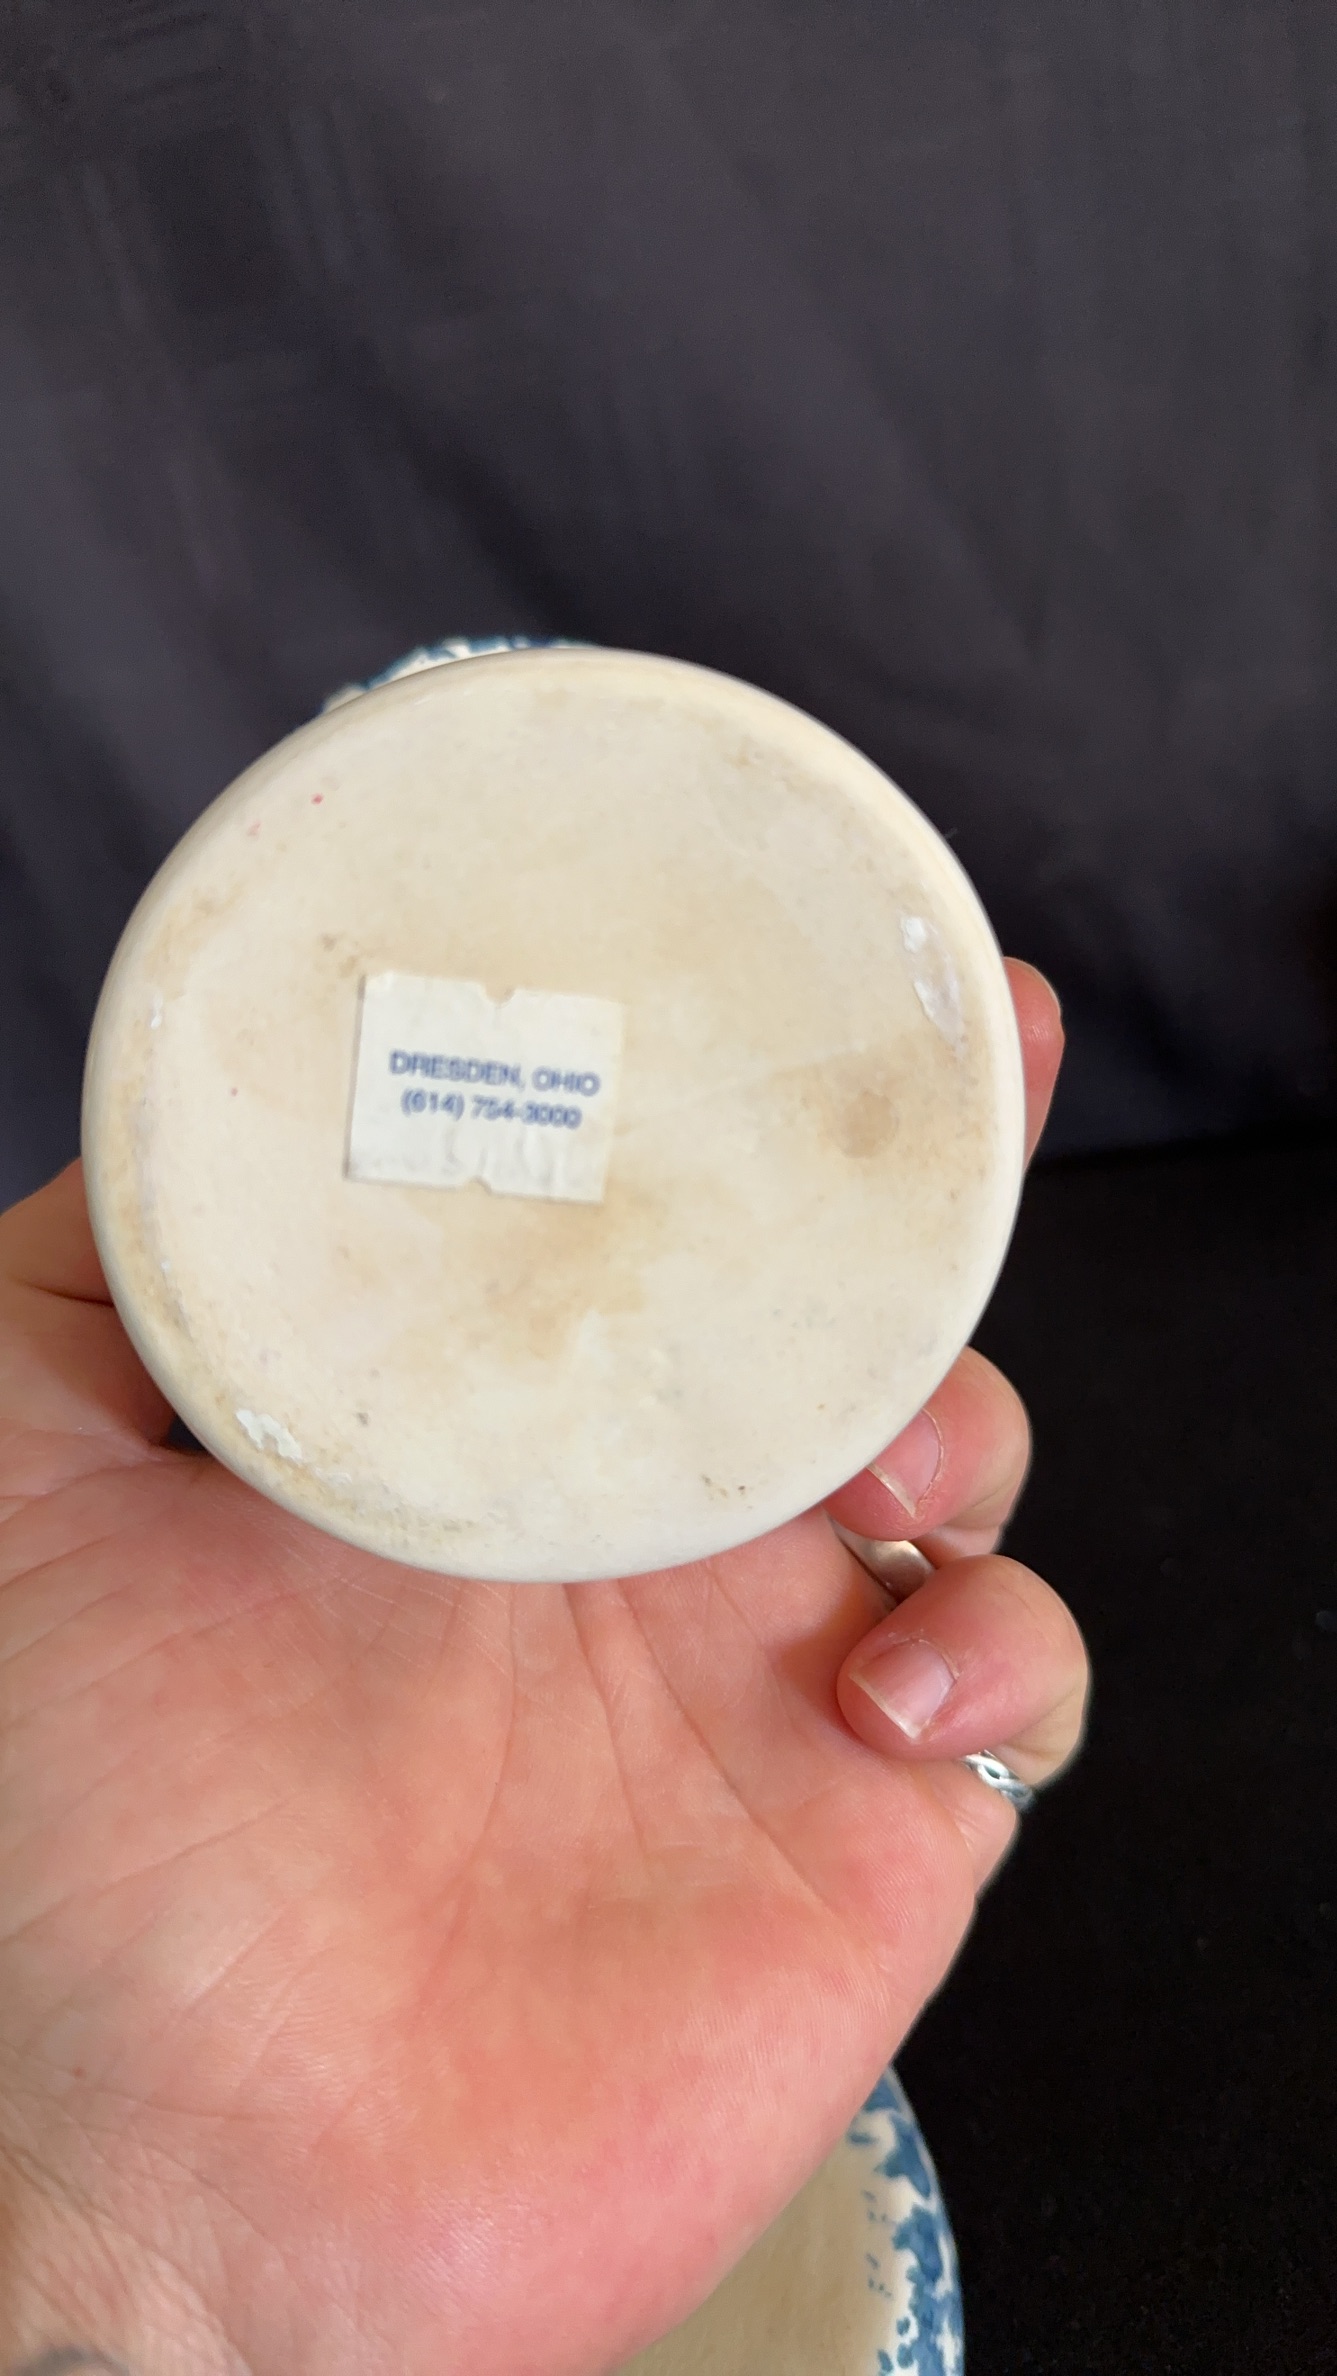 DRESDEN, OHIO
(614) 754-3000